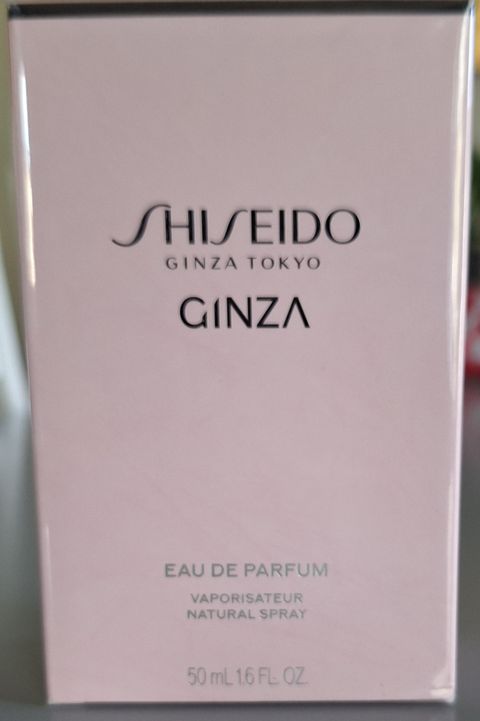 SHISEIDO
GINZA TOKYO
GINZA
EAU DE PARFUM
VAPORISATEUR
NATURAL SPRAY
50 mL 1.6 FL. OZ.